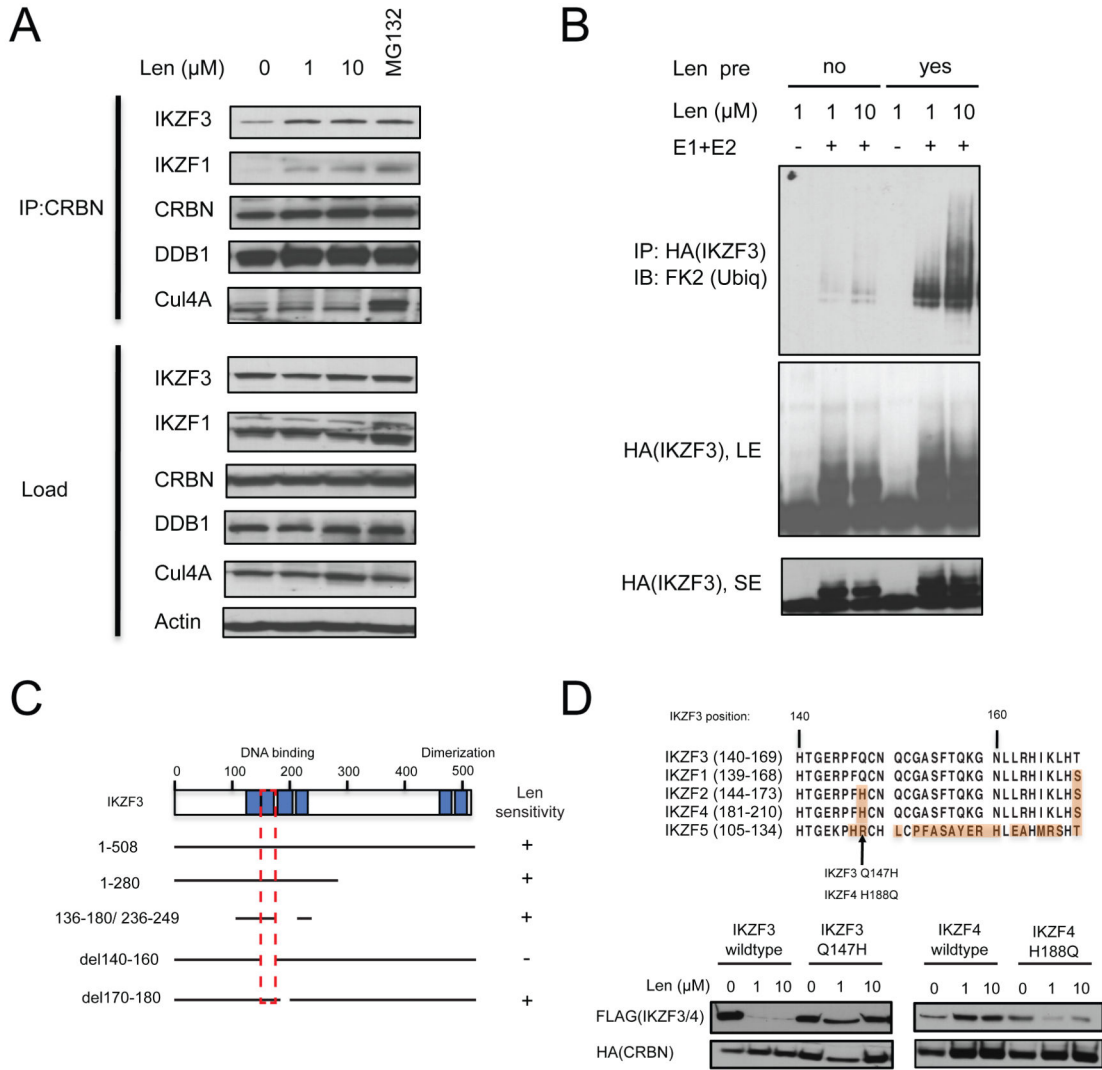 A
Len (µM) 0 1 10 MG132
IP:CRBN
IKZF3
IKZF1
CRBN
DDB1
Cul4A
Load
IKZF3
IKZF1
CRBN
DDB1
Cul4A
Actin
B
Len pre no yes
Len (µM) 1 1 10 1 1 10
E1+E2 - + + - + +
IP: HA(IKZF3)
IB: FK2 (Ubiq)
HA(IKZF3), LE
HA(IKZF3), SE
C
DNA binding Dimerization
0 100 200 300 400 500
IKZF3
Len
sensitivity
1-508 +
1-280 +
136-180/ 236-249 +
del140-160 -
del170-180 +
D
IKZF3 position: 140 160
IKZF3 (140-169) HTGERPFQCN QCGASFTQKG NLLRHIKLHT
IKZF1 (139-168) HTGERPFQCN QCGASFTQKG NLLRHIKLHS
IKZF2 (144-173) HTGERPFHCN QCGASFTQKG NLLRHIKLHS
IKZF4 (181-210) HTGERPFHCN QCGASFTQKG NLLRHIKLHS
IKZF5 (105-134) HTGEKPHRCH LCPFASAYER HLEAHMRSHT
IKZF3 Q147H
IKZF4 H188Q
IKZF3 wildtype IKZF3 Q147H IKZF4 wildtype IKZF4 H188Q
Len (µM) 0 1 10 0 1 10 0 1 10 0 1 10
FLAG(IKZF3/4)
HA(CRBN)